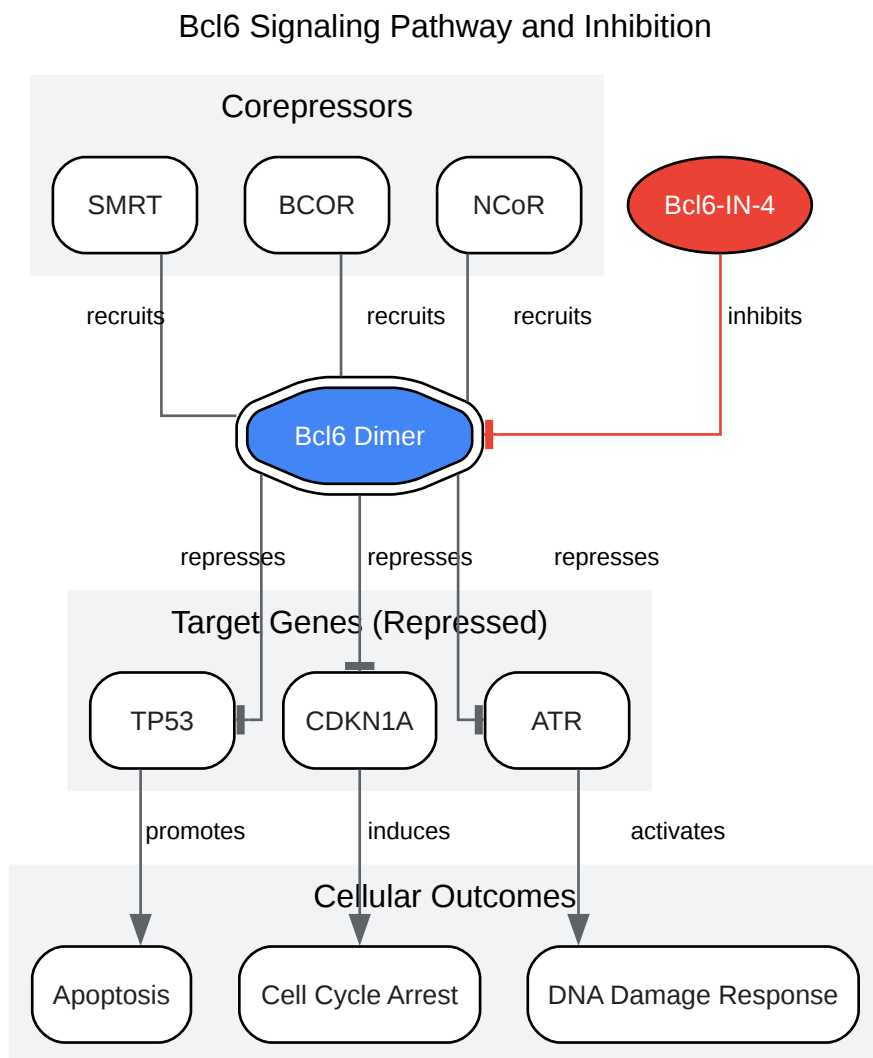 Bcl6 Signaling Pathway and Inhibition
Corepressors
SMRT
BCOR
NCoR
Bcl6-IN-4
recruits
recruits
recruits
inhibits
Bcl6 Dimer
represses
represses
represses
Target Genes (Repressed)
TP53
CDKN1A
ATR
promotes
induces
activates
Cellular Outcomes
Apoptosis
Cell Cycle Arrest
DNA Damage Response